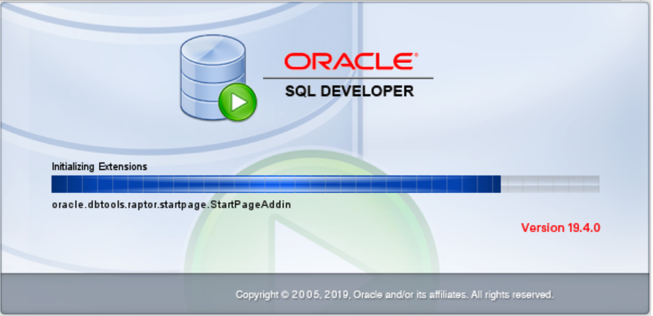 ORACLE®
SQL DEVELOPER
Initializing Extensions
oracle.dbtools.raptor.startpage.StartPageAddin
Version 19.4.0
Copyright © 2005, 2019, Oracle and/or its affiliates. All rights reserved.